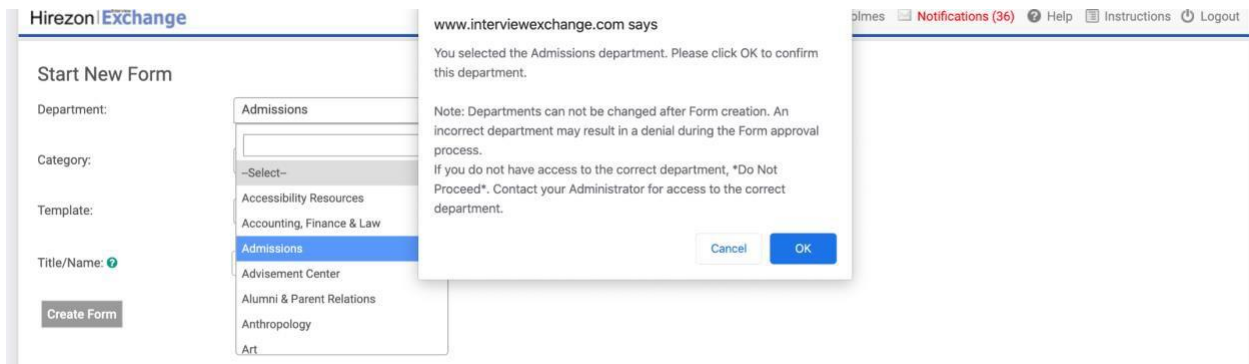 Hirezon Exchange
Notifications (36) Help Instructions Logout
www.interviewexchange.com says
You selected the Admissions department. Please click OK to confirm
this department.
Note: Departments can not be changed after Form creation. An
incorrect department may result in a denial during the Form approval
process.
If you do not have access to the correct department, *Do Not
Proceed*. Contact your Administrator for access to the correct
department.
Cancel OK
Start New Form
Department: Admissions
Category:
Template:
Title/Name:
Create Form
--Select--
Accessibility Resources
Accounting, Finance & Law
Admissions
Advisement Center
Alumni & Parent Relations
Anthropology
Art